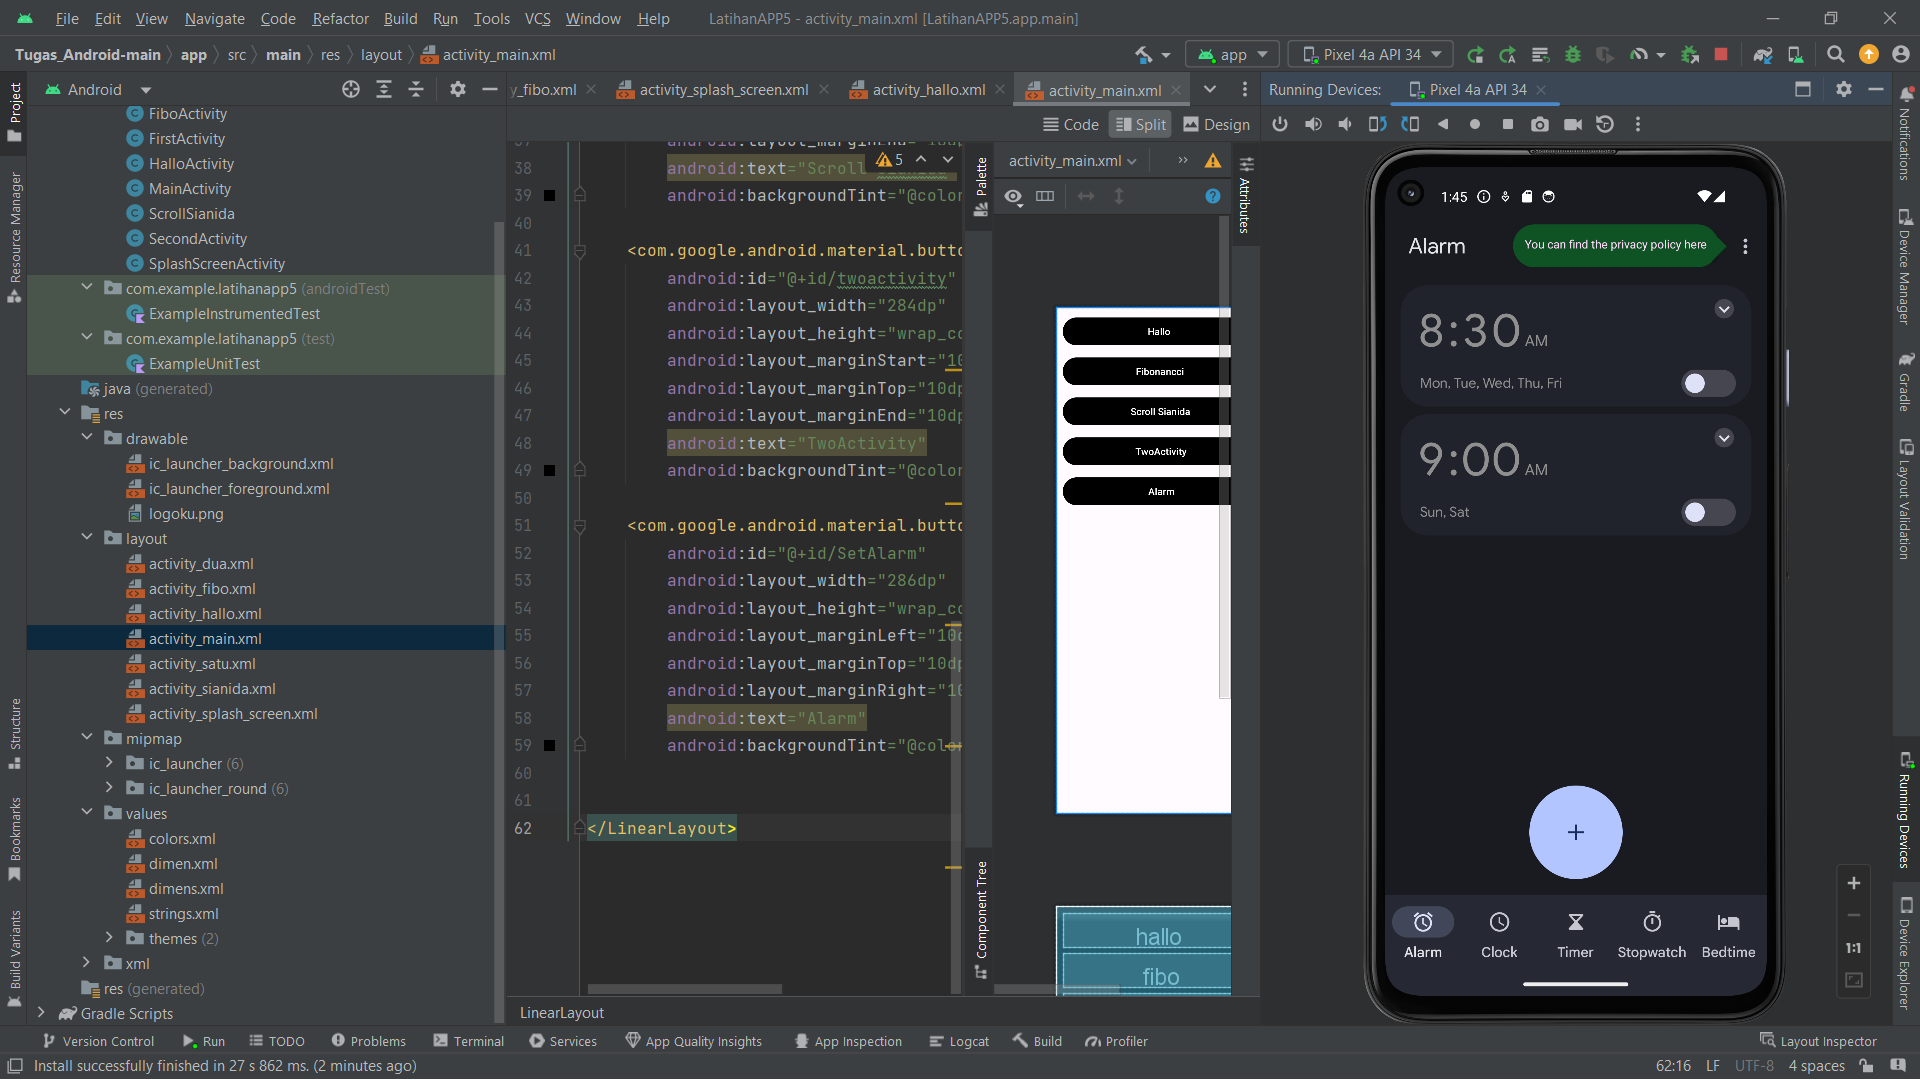 File Edit View Navigate Code Refactor Build Run Tools VCS Window Help LatihanAPP5 - activity_main.xml [LatihanAPP5.app.main]
Tugas_Android-main app src main res layout activity_main.xml
app Pixel 4a API 34
Project
Resource Manager
Structure
Bookmarks
Build Variants
Android
FiboActivity
FirstActivity
HalloActivity
MainActivity
ScrollSianida
SecondActivity
SplashScreenActivity
com.example.latihanapp5 (androidTest)
ExampleInstrumentedTest
com.example.latihanapp5 (test)
ExampleUnitTest
java (generated)
res
drawable
ic_launcher_background.xml
ic_launcher_foreground.xml
logoku.png
layout
activity_dua.xml
activity_fibo.xml
activity_hallo.xml
activity_main.xml
activity_satu.xml
activity_sianida.xml
activity_splash_screen.xml
mipmap
ic_launcher (6)
ic_launcher_round (6)
values
colors.xml
dimen.xml
dimens.xml
strings.xml
themes (2)
xml
res (generated)
Gradle Scripts
y_fibo.xml activity_splash_screen.xml activity_hallo.xml activity_main.xml
Code Split Design
5
38 android:text="Scroll
39 android:backgroundTint="@color
40
41 <com.google.android.material.butto
42 android:id="@+id/twoactivity"
43 android:layout_width="284dp"
44 android:layout_height="wrap_co
45 android:layout_marginStart="10
46 android:layout_marginTop="10dp
47 android:layout_marginEnd="10dp
48 android:text="TwoActivity"
49 android:backgroundTint="@color
50
51 <com.google.android.material.butto
52 android:id="@+id/SetAlarm"
53 android:layout_width="286dp"
54 android:layout_height="wrap_co
55 android:layout_marginLeft="10d
56 android:layout_marginTop="10dp
57 android:layout_marginRight="10
58 android:text="Alarm"
59 android:backgroundTint="@color
60
61
62 </LinearLayout>
LinearLayout
Palette
Component Tree
activity_main.xml
Attributes
Hallo
Fibonancci
Scroll Sianida
TwoActivity
Alarm
hallo
fibo
Running Devices: Pixel 4a API 34
1:45
Alarm
You can find the privacy policy here
8:30 AM
Mon, Tue, Wed, Thu, Fri
9:00 AM
Sun, Sat
+
Alarm Clock Timer Stopwatch Bedtime
1:1
Notifications
Device Manager
Gradle
Layout Validation
Running Devices
Device Explorer
Version Control Run TODO Problems Terminal Services App Quality Insights App Inspection Logcat Build Profiler Layout Inspector
Install successfully finished in 27 s 862 ms. (2 minutes ago) 62:16 LF UTF-8 4 spaces